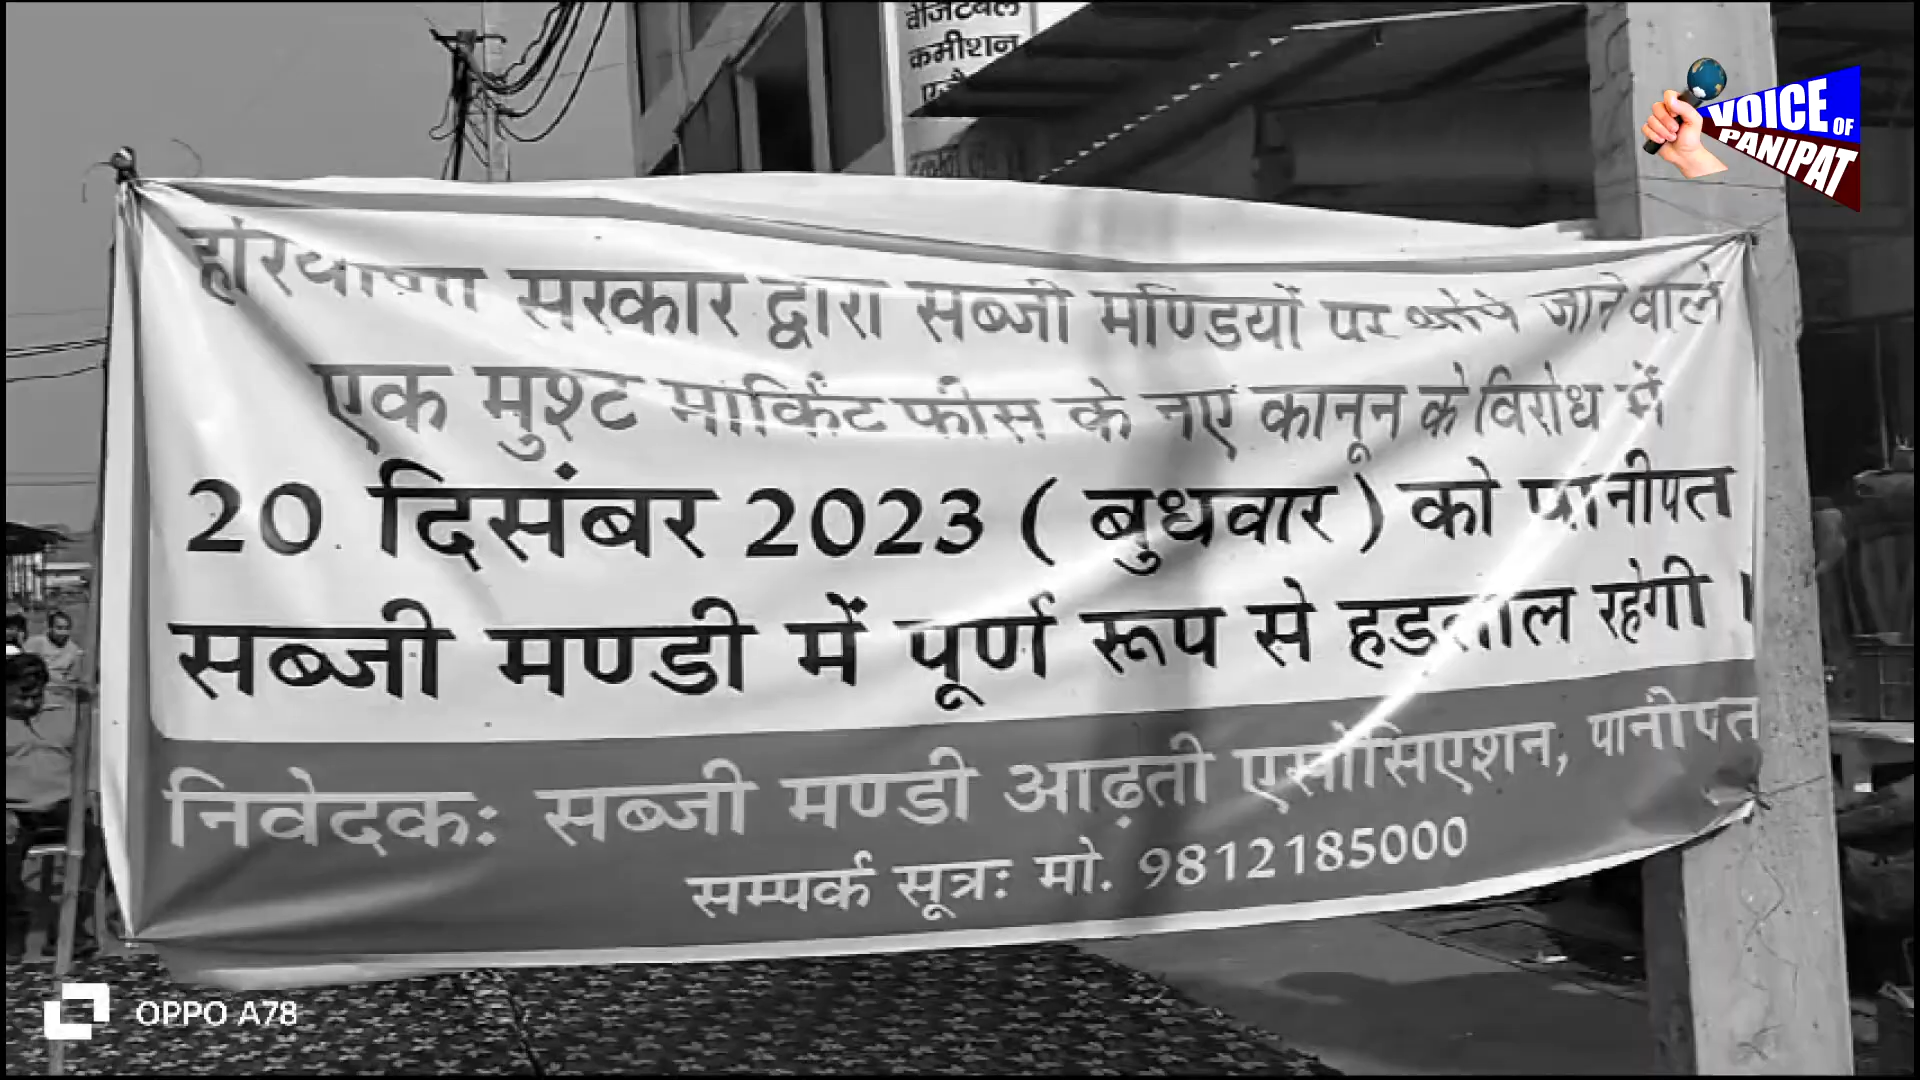 वेजिटेबल
कमीशन
VOICE OF
PANIPAT
हरियाणा सरकार द्वारा सब्जी मण्डियों पर थोपे जाने वाले
एक मुश्ट मार्किट फीस के नए कानून के विरोध में
20 दिसंबर 2023 ( बुधवार ) को पानीपत
सब्जी मण्डी में पूर्ण रूप से हडताल रहेगी ।
निवेदकः सब्जी मण्डी आढ़ती एसोसिएशन, पानीपत
सम्पर्क सूत्रः मो. 9812185000
OPPO A78